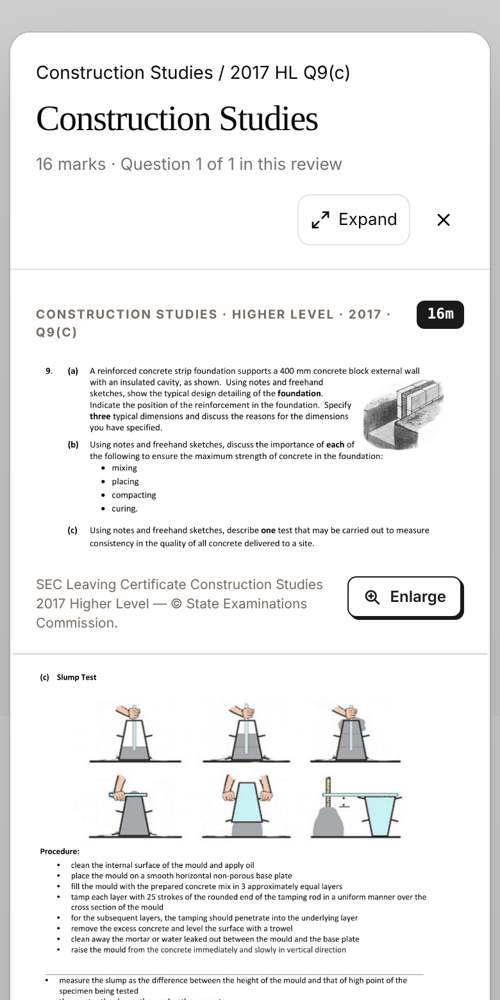 Construction Studies / 2017 HL Q9(c)
Construction Studies
16 marks · Question 1 of 1 in this review
Expand
CONSTRUCTION STUDIES · HIGHER LEVEL · 2017 ·
Q9(C)
16m
9. (a) A reinforced concrete strip foundation supports a 400 mm concrete block external wall
with an insulated cavity, as shown. Using notes and freehand
sketches, show the typical design detailing of the foundation.
Indicate the position of the reinforcement in the foundation. Specify
three typical dimensions and discuss the reasons for the dimensions
you have specified.
(b) Using notes and freehand sketches, discuss the importance of each of
the following to ensure the maximum strength of concrete in the foundation:
• mixing
• placing
• compacting
• curing.
(c) Using notes and freehand sketches, describe one test that may be carried out to measure
consistency in the quality of all concrete delivered to a site.
SEC Leaving Certificate Construction Studies
2017 Higher Level — © State Examinations
Commission.
Enlarge
(c) Slump Test
Procedure:
• clean the internal surface of the mould and apply oil
• place the mould on a smooth horizontal non-porous base plate
• fill the mould with the prepared concrete mix in 3 approximately equal layers
• tamp each layer with 25 strokes of the rounded end of the tamping rod in a uniform manner over the
cross section of the mould
• for the subsequent layers, the tamping should penetrate into the underlying layer
• remove the excess concrete and level the surface with a trowel
• clean away the mortar or water leaked out between the mould and the base plate
• raise the mould from the concrete immediately and slowly in vertical direction
• measure the slump as the difference between the height of the mould and that of high point of the
specimen being tested